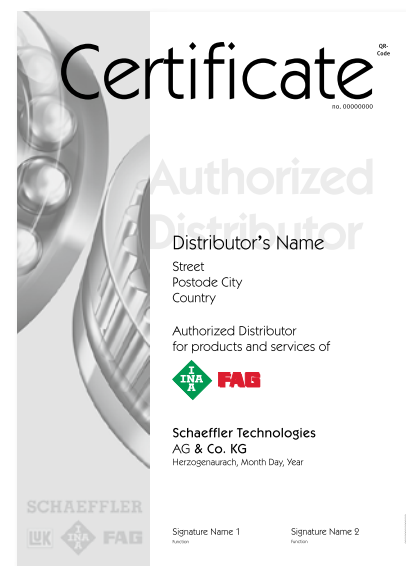 Certificate
QR-
Code
no. 00000000
Authorized
Distributor
Distributor's Name
Street
Postode City
Country
Authorized Distributor
for products and services of
INA
INA FAG
Schaeffler Technologies
AG & Co. KG
Herzogenaurach, Month Day, Year
SCHAEFFLER
LUK INA FAG
Signature Name 1 Signature Name 2
Function Function